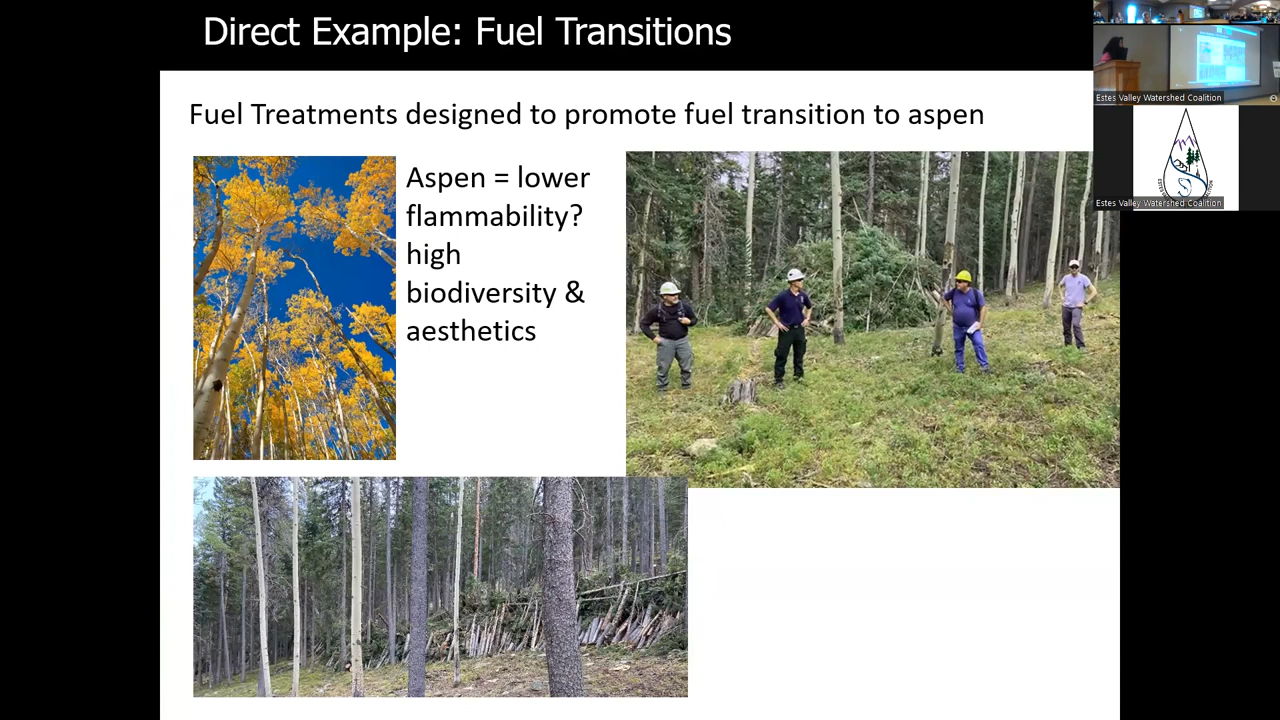 Direct Example: Fuel Transitions
Fuel Treatments designed to promote fuel transition to aspen
Aspen = lower
flammability?
high
biodiversity &
aesthetics
Estes Valley Watershed Coalition
Estes Valley Watershed Coalition